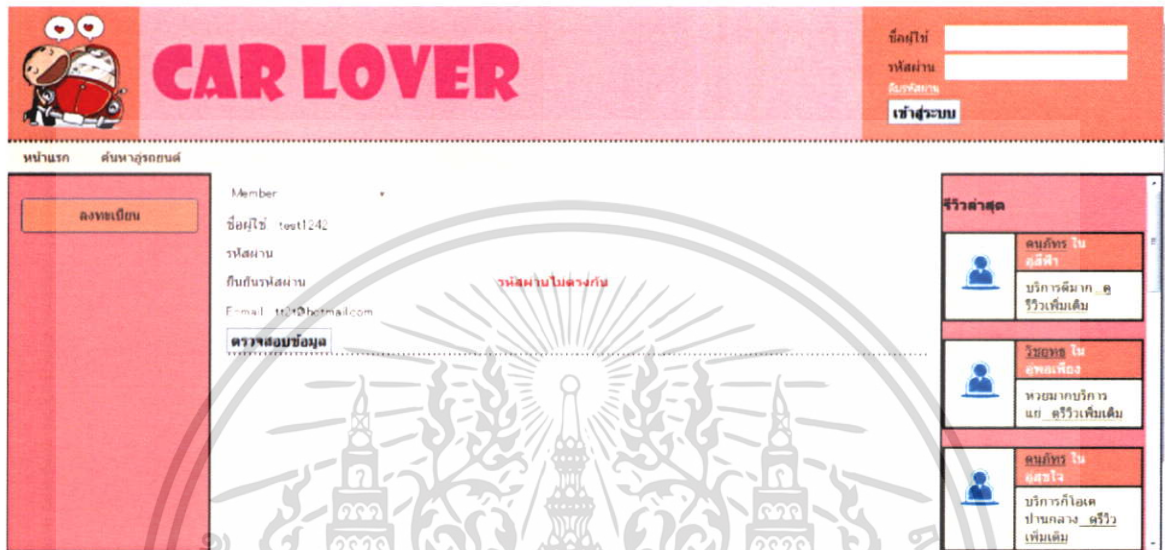 CAR LOVER
ชื่อผู้ใช้
รหัสผ่าน
ลืมรหัสผ่าน
เข้าสู่ระบบ
หน้าแรก ค้นหาอู่รถยนต์
ลงทะเบียน
Member
ชื่อผู้ใช้ test1242
รหัสผ่าน
ยืนยันรหัสผ่าน รหัสผ่านไม่ตรงกัน
E-mail @hotmail.com
ตรวจสอบข้อมูล
รีวิวล่าสุด
ดนุภัทร ใน
อู่สีฟ้า
บริการดีมาก ดู
รีวิวเพิ่มเติม
วิชยุทธ ใน
อู่พอเพียง
ห่วยมากบริการ
แย่ ดูรีวิวเพิ่มเติม
ดนุภัทร ใน
อู่สุขใจ
บริการก็โอเค
ปานกลาง ดูรีวิว
เพิ่มเติม